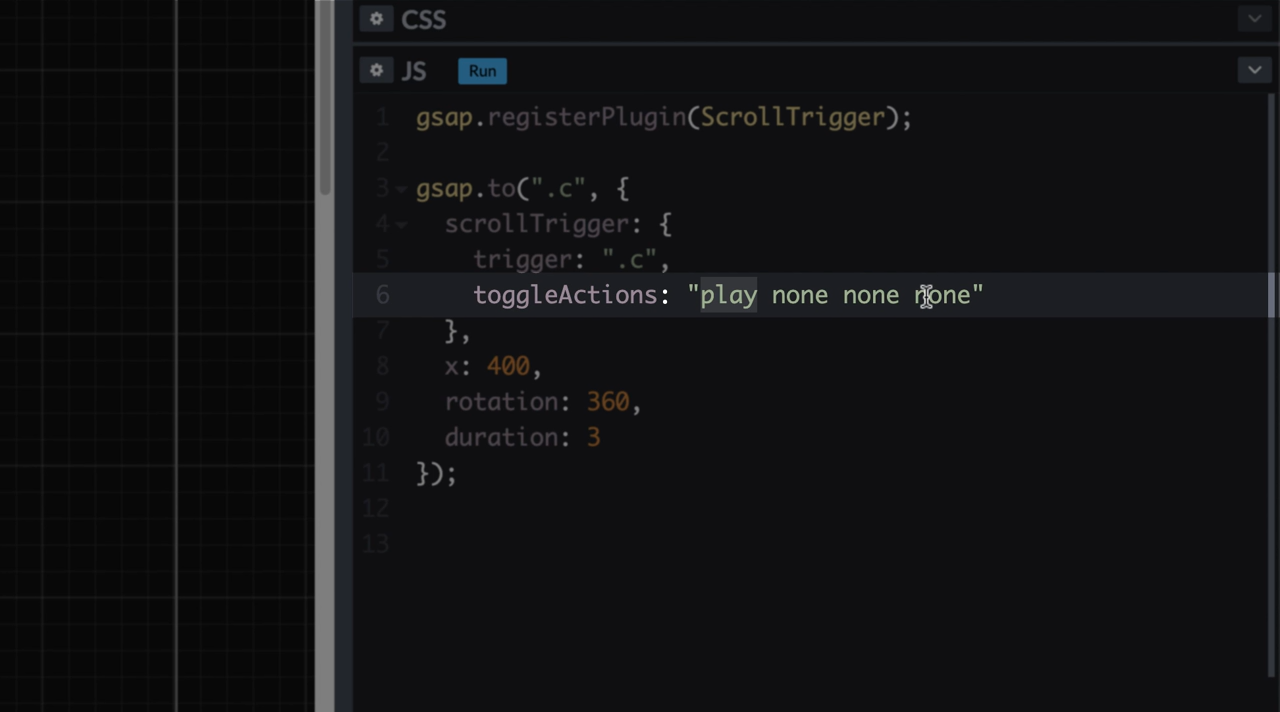 CSS
JS Run
1 gsap.registerPlugin(ScrollTrigger);
2
3 gsap.to(".c", {
4 scrollTrigger: {
5 trigger: ".c",
6 toggleActions: "play none none none"
7 },
8 x: 400,
9 rotation: 360,
10 duration: 3
11 });
12
13